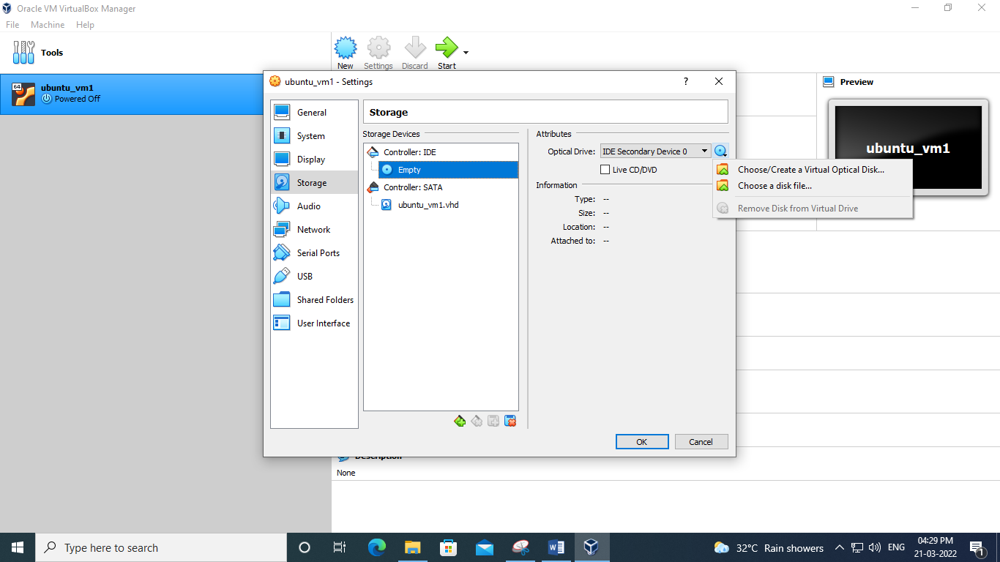 Oracle VM VirtualBox Manager
File Machine Help
Tools
New Settings Discard Start
64
ubuntu_vm1
Powered Off
ubuntu_vm1 - Settings
?
General
System
Display
Storage
Audio
Network
Serial Ports
USB
Shared Folders
User Interface
Storage
Storage Devices
Controller: IDE
Empty
Controller: SATA
ubuntu_vm1.vhd
Attributes
Optical Drive: IDE Secondary Device 0
Live CD/DVD
Information
Type: --
Size: --
Location: --
Attached to: --
Choose/Create a Virtual Optical Disk...
Choose a disk file...
Remove Disk from Virtual Drive
OK Cancel
Preview
ubuntu_vm1
Description
None
Type here to search
32°C Rain showers
ENG
04:29 PM
21-03-2022
1